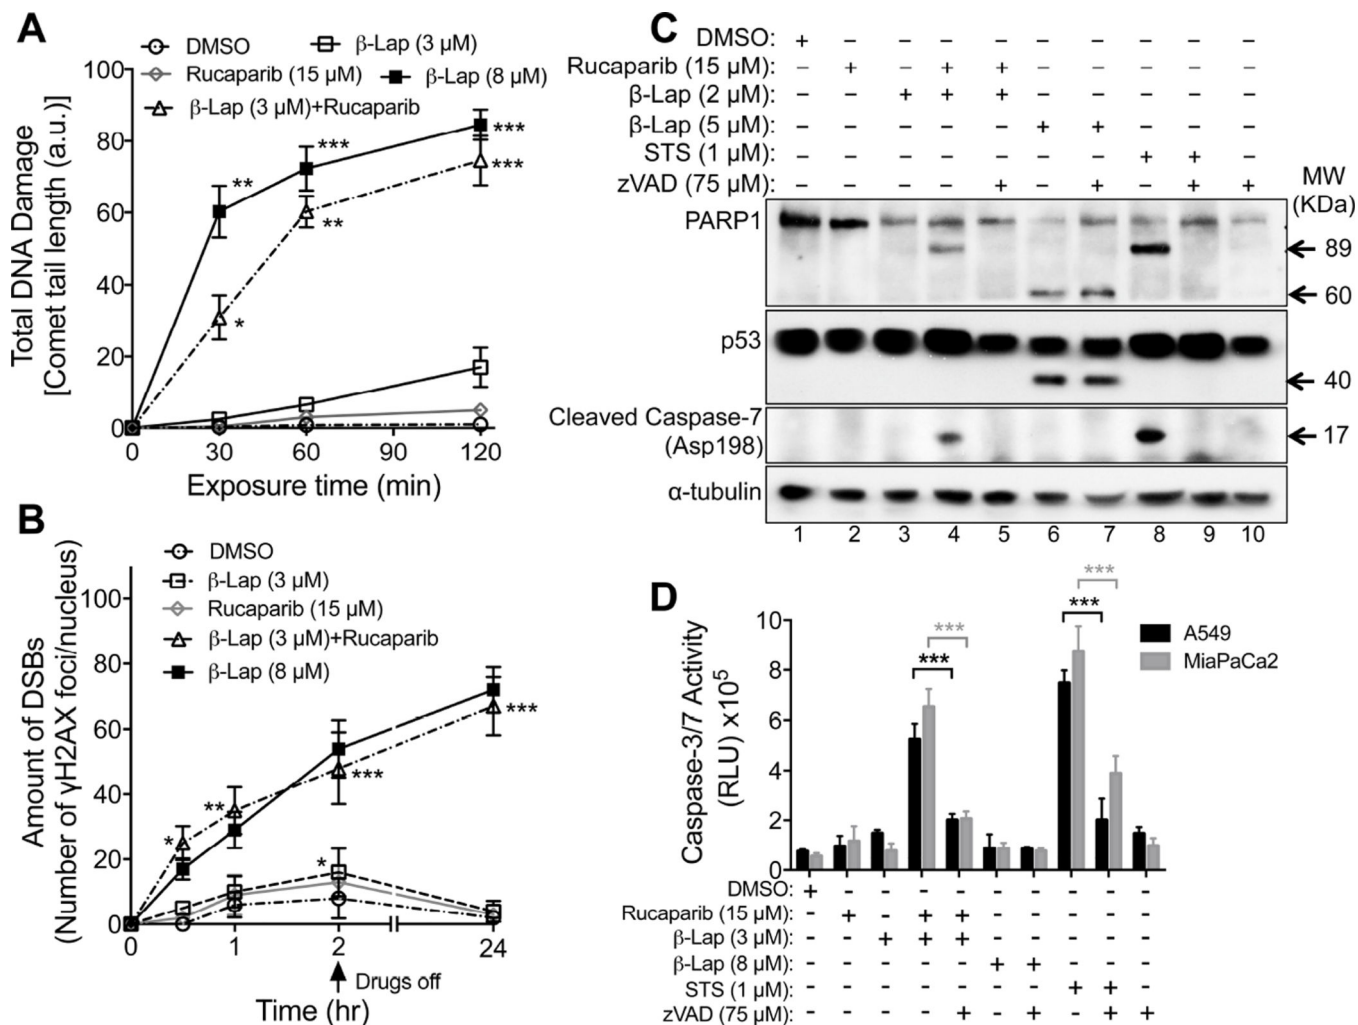 A
DMSO
β-Lap (3 μM)
Rucaparib (15 μM)
β-Lap (8 μM)
β-Lap (3 μM)+Rucaparib
Total DNA Damage
[Comet tail length (a.u.)]
100
80
60
40
20
0
***
***
**
***
**
*
0 30 60 90 120
Exposure time (min)
B
DMSO
β-Lap (3 μM)
Rucaparib (15 μM)
β-Lap (3 μM)+Rucaparib
β-Lap (8 μM)
Amount of DSBs
(Number of γH2AX foci/nucleus)
100
80
60
40
20
0
***
***
**
*
*
0 1 2 24
Drugs off
Time (hr)
C
DMSO: + – – – – – – – – –
Rucaparib (15 μM): – + – + + – – – – –
β-Lap (2 μM): – – + + + – – – – –
β-Lap (5 μM): – – – – – + + – – –
STS (1 μM): – – – – – – – + + –
zVAD (75 μM): – – – – + – + – + +
MW
(KDa)
PARP1
89
60
p53
40
Cleaved Caspase-7
(Asp198)
17
α-tubulin
1 2 3 4 5 6 7 8 9 10
D
Caspase-3/7 Activity
(RLU) x10⁵
10
8
6
4
2
0
***
***
***
***
A549
MiaPaCa2
DMSO: + - - - - - - - - -
Rucaparib (15 μM): - + - + + - - - - -
β-Lap (3 μM): - - + + + - - - - -
β-Lap (8 μM): - - - - - + + - - -
STS (1 μM): - - - - - - - + + -
zVAD (75 μM): - - - - + - + - + +